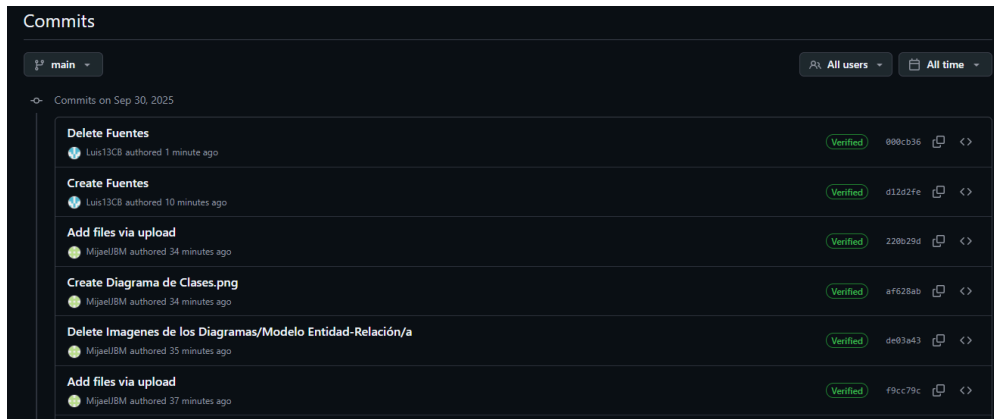 Commits
main
All users
All time
Commits on Sep 30, 2025
Delete Fuentes
Luis13CB authored 1 minute ago
Verified
000cb36
Create Fuentes
Luis13CB authored 10 minutes ago
Verified
d12d2fe
Add files via upload
MijaelJBM authored 34 minutes ago
Verified
220b29d
Create Diagrama de Clases.png
MijaelJBM authored 34 minutes ago
Verified
af628ab
Delete Imagenes de los Diagramas/Modelo Entidad-Relación/a
MijaelJBM authored 35 minutes ago
Verified
de03a43
Add files via upload
MijaelJBM authored 37 minutes ago
Verified
f9cc79c